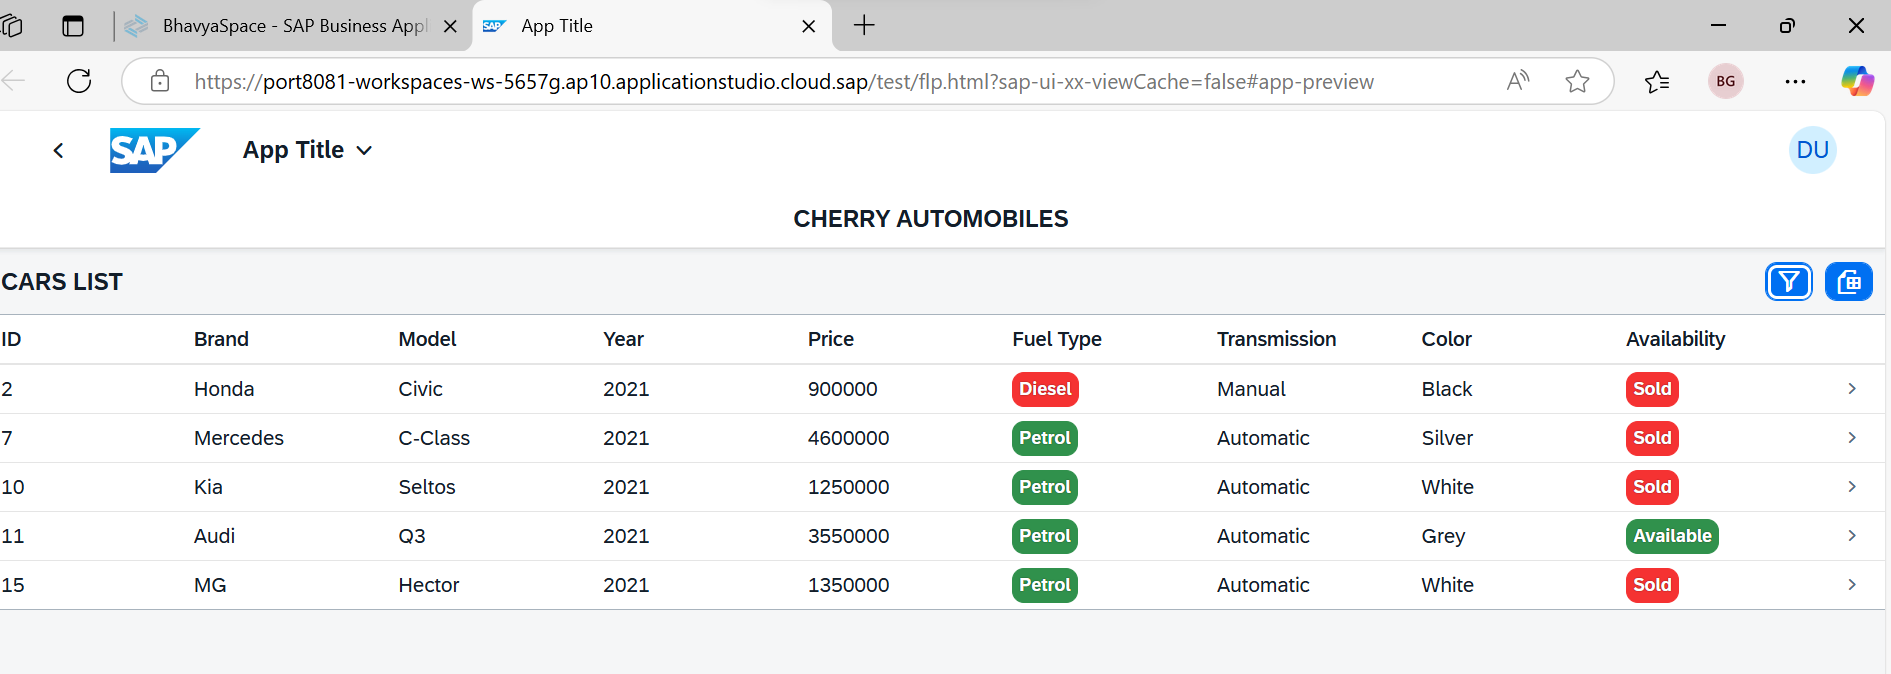 BhavyaSpace - SAP Business Appl
SAP App Title
https://port8081-workspaces-ws-5657g.ap10.applicationstudio.cloud.sap/test/flp.html?sap-ui-xx-viewCache=false#app-preview
A
BG
SAP App Title
DU
CHERRY AUTOMOBILES
CARS LIST
ID Brand Model Year Price Fuel Type Transmission Color Availability
2 Honda Civic 2021 900000 Diesel Manual Black Sold
7 Mercedes C-Class 2021 4600000 Petrol Automatic Silver Sold
10 Kia Seltos 2021 1250000 Petrol Automatic White Sold
11 Audi Q3 2021 3550000 Petrol Automatic Grey Available
15 MG Hector 2021 1350000 Petrol Automatic White Sold